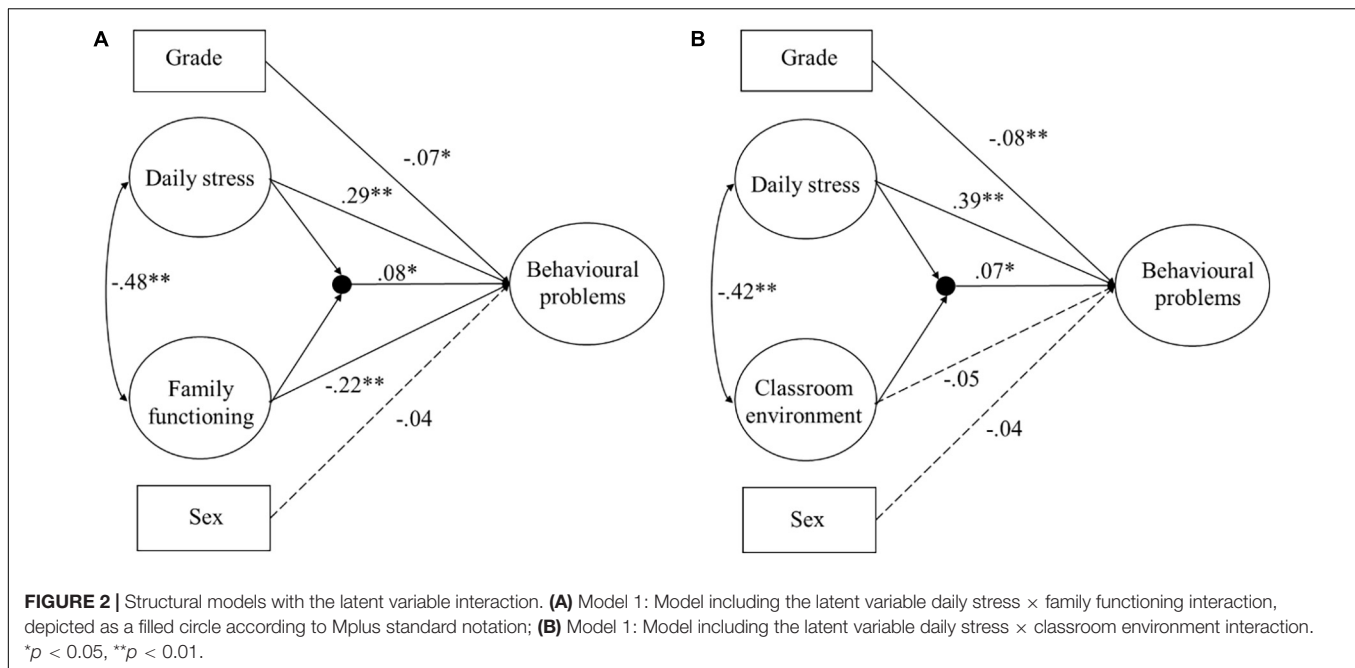 A
Grade
Daily stress
Family
functioning
Sex
Behavioural
problems
-.07*
.29**
.08*
-.48**
-.22**
-.04
B
Grade
Daily stress
Classroom
environment
Sex
Behavioural
problems
-.08**
.39**
.07*
-.42**
-.05
-.04
FIGURE 2 | Structural models with the latent variable interaction. (A) Model 1: Model including the latent variable daily stress × family functioning interaction,
depicted as a filled circle according to Mplus standard notation; (B) Model 1: Model including the latent variable daily stress × classroom environment interaction.
*p < 0.05, **p < 0.01.